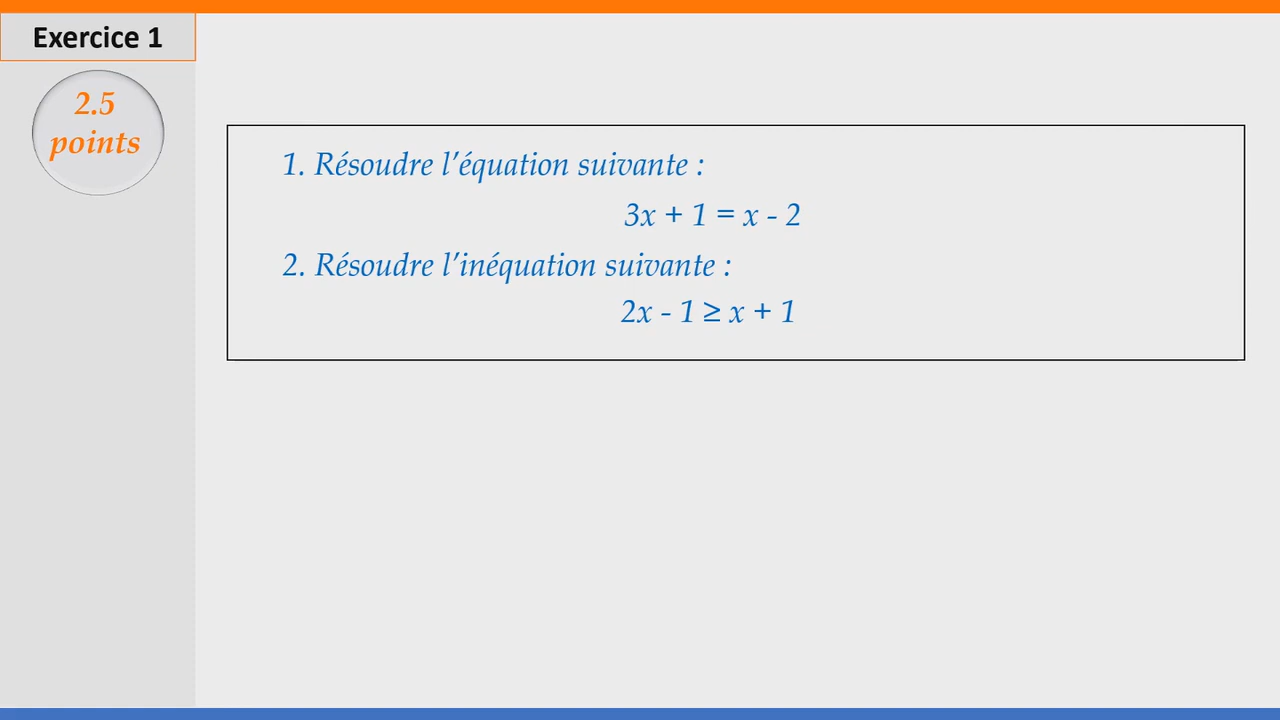 Exercice 1
2.5
points
1. Résoudre l’équation suivante :
3x + 1 = x - 2
2. Résoudre l’inéquation suivante :
2x - 1 ≥ x + 1